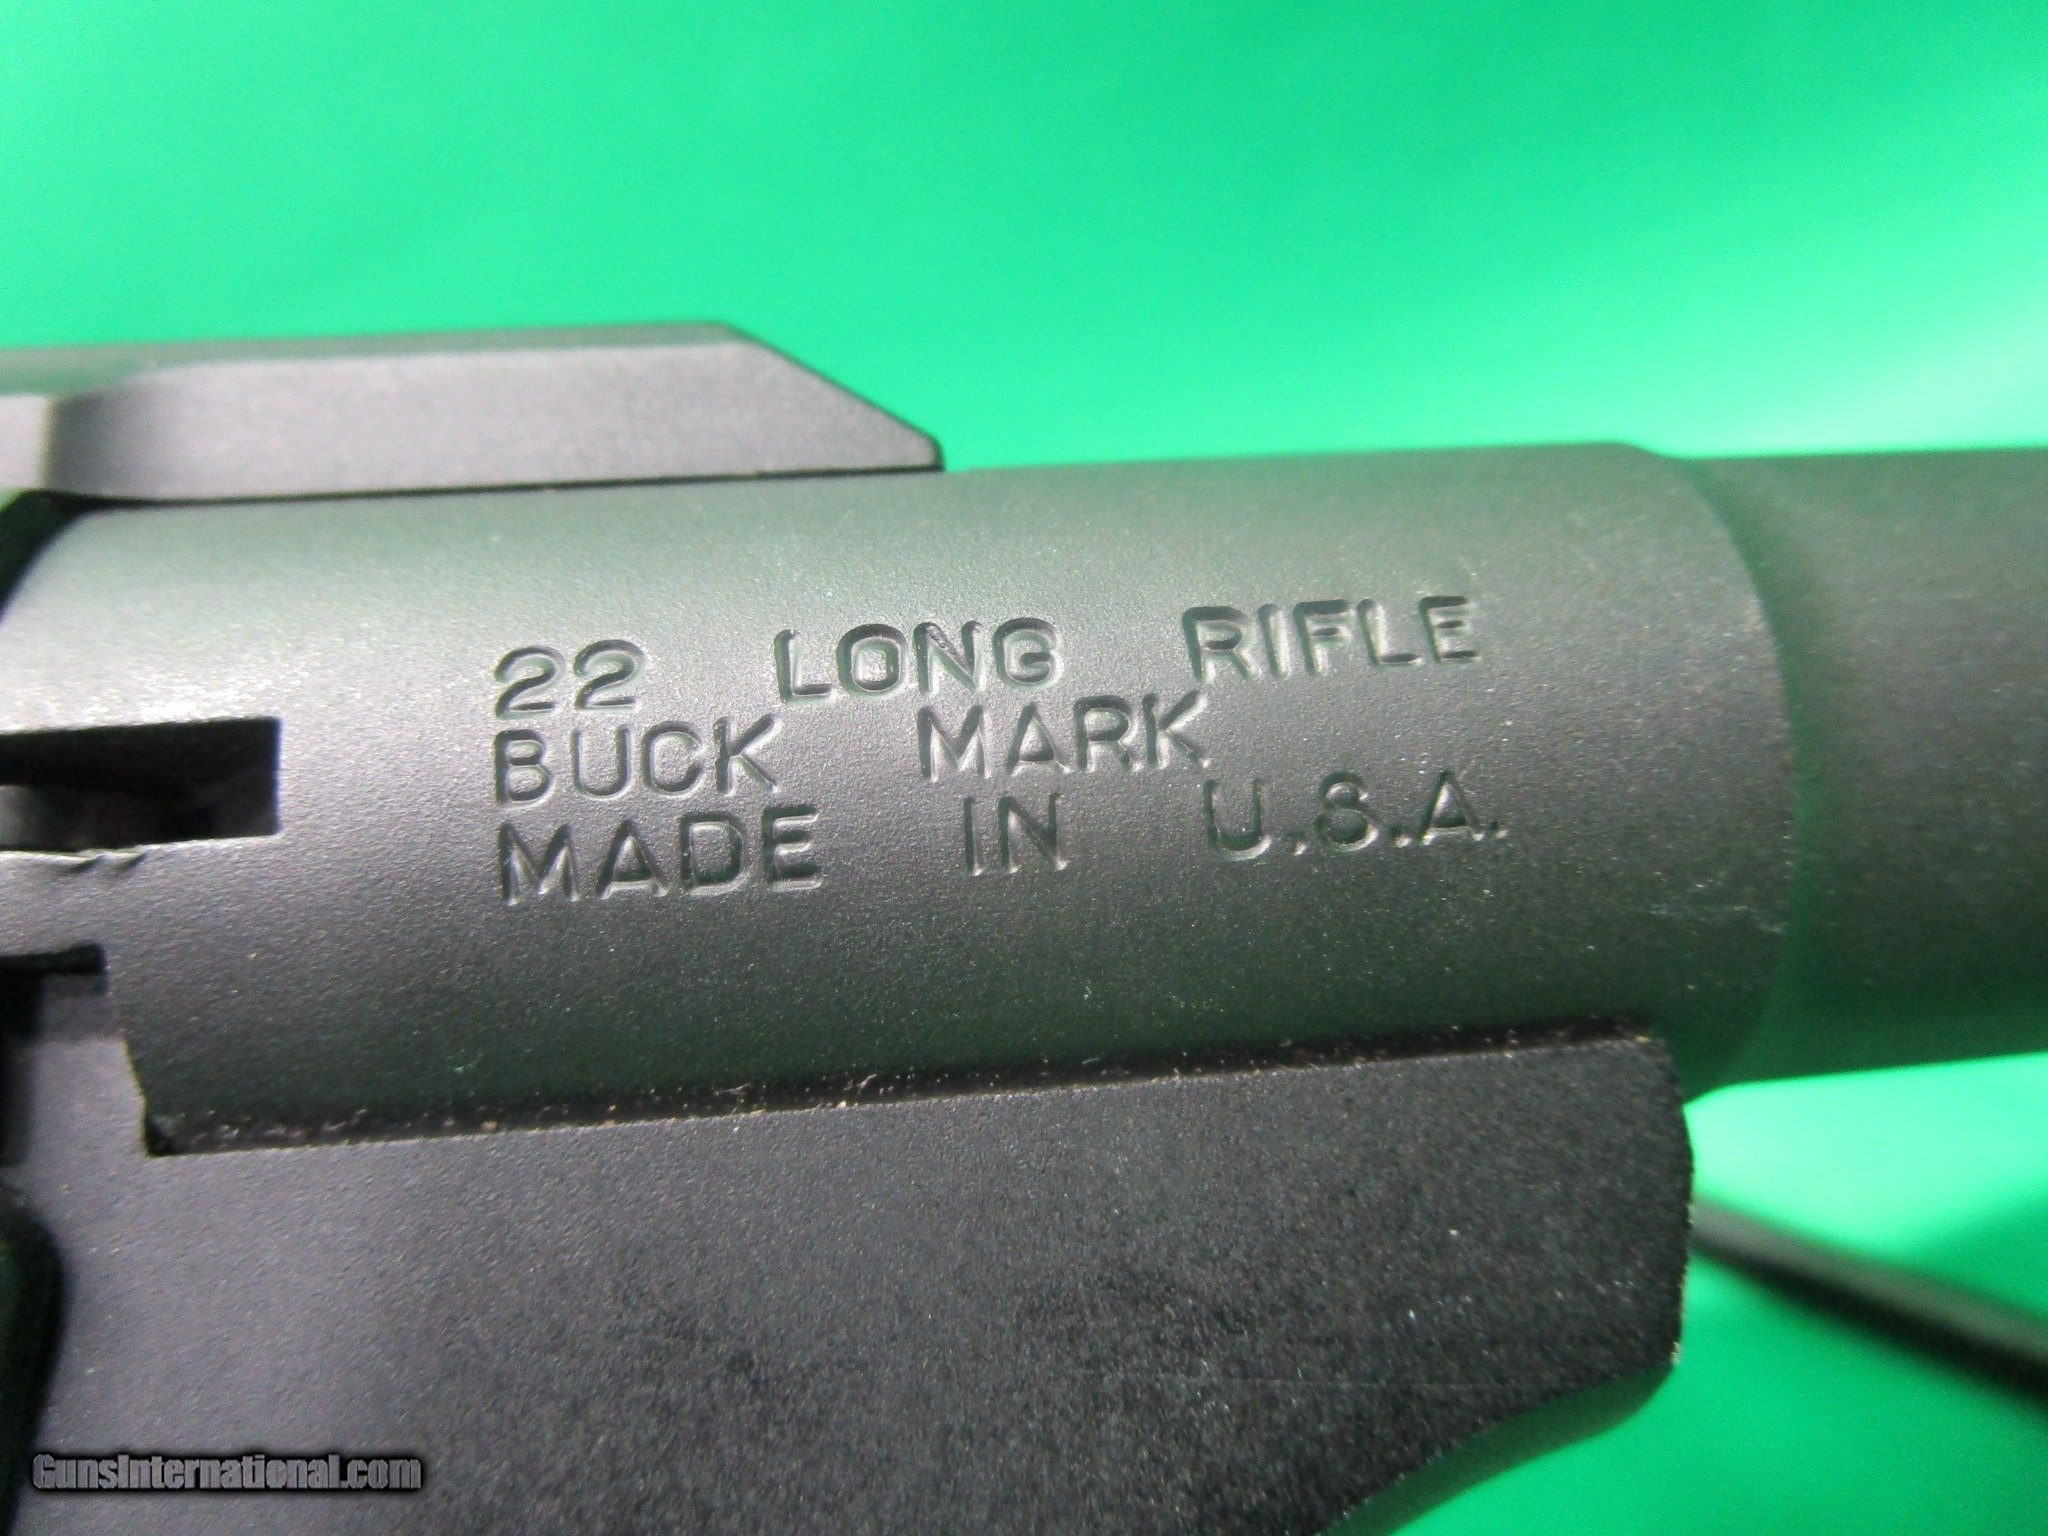 22 LONG RIFLE
BUCK MARK
MADE IN U.S.A.
GunsInternational.com